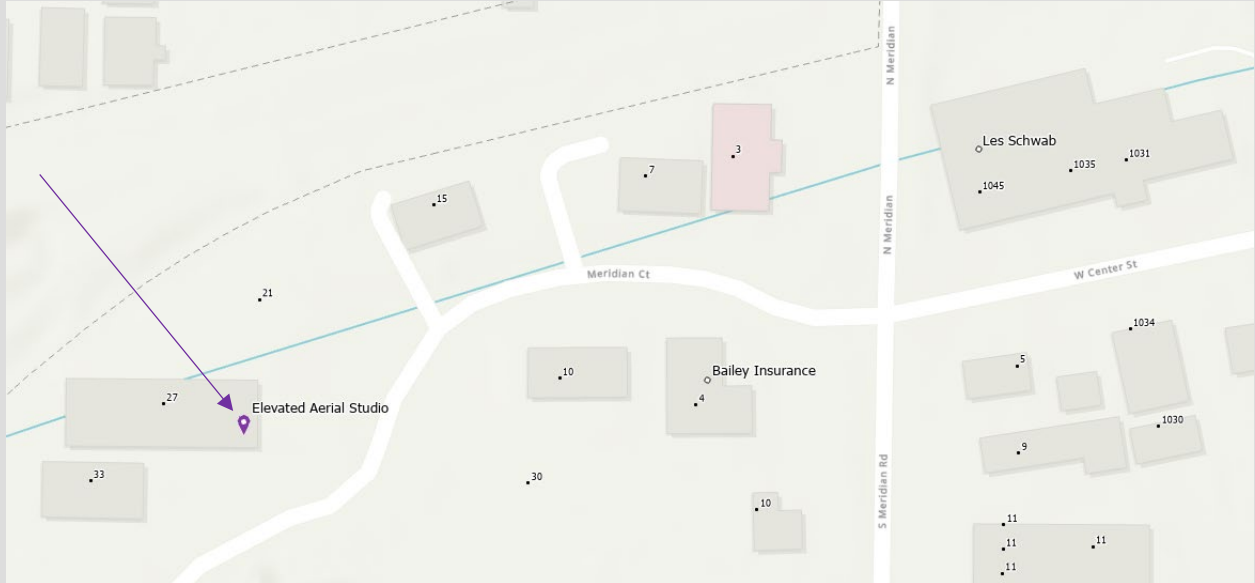 N Meridian
3
Les Schwab
1031
1035
7
1045
15
N Meridian
Meridian Ct
W Center St
21
1034
5
10
Bailey Insurance
27
4
Elevated Aerial Studio
1030
9
33
30
S Meridian Rd
10
11
11
11
11